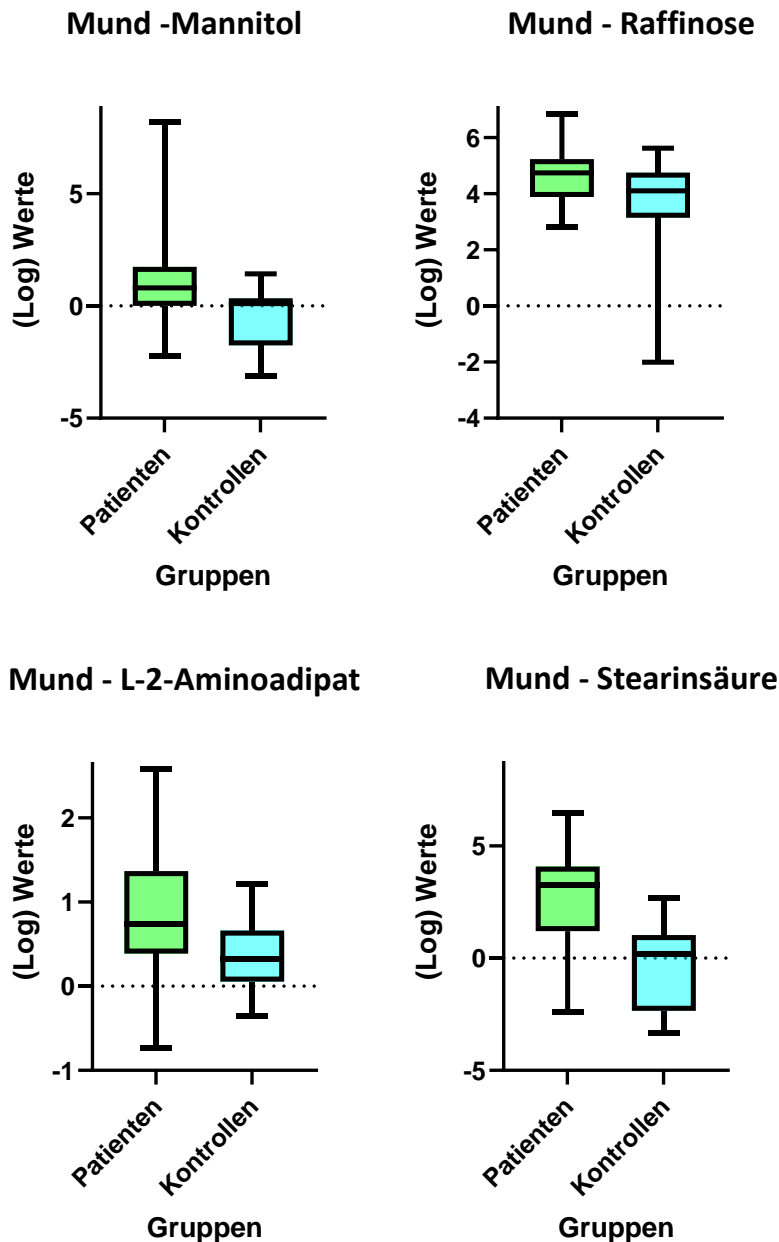 Mund -Mannitol
(Log) Werte
5
0
-5
Patienten
Kontrollen
Gruppen
Mund - Raffinose
(Log) Werte
6
4
2
0
-2
-4
Patienten
Kontrollen
Gruppen
Mund - L-2-Aminoadipat
(Log) Werte
2
1
0
-1
Patienten
Kontrollen
Gruppen
Mund - Stearinsäure
(Log) Werte
5
0
-5
Patienten
Kontrollen
Gruppen